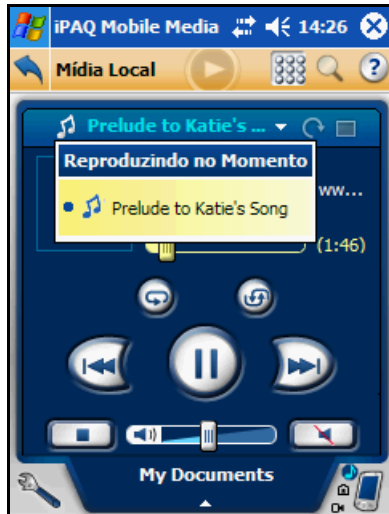 iPAQ Mobile Media 14:26
Mídia Local
Prelude to Katie's ...
Reproduzindo no Momento
ww...
Prelude to Katie's Song
(1:46)
My Documents